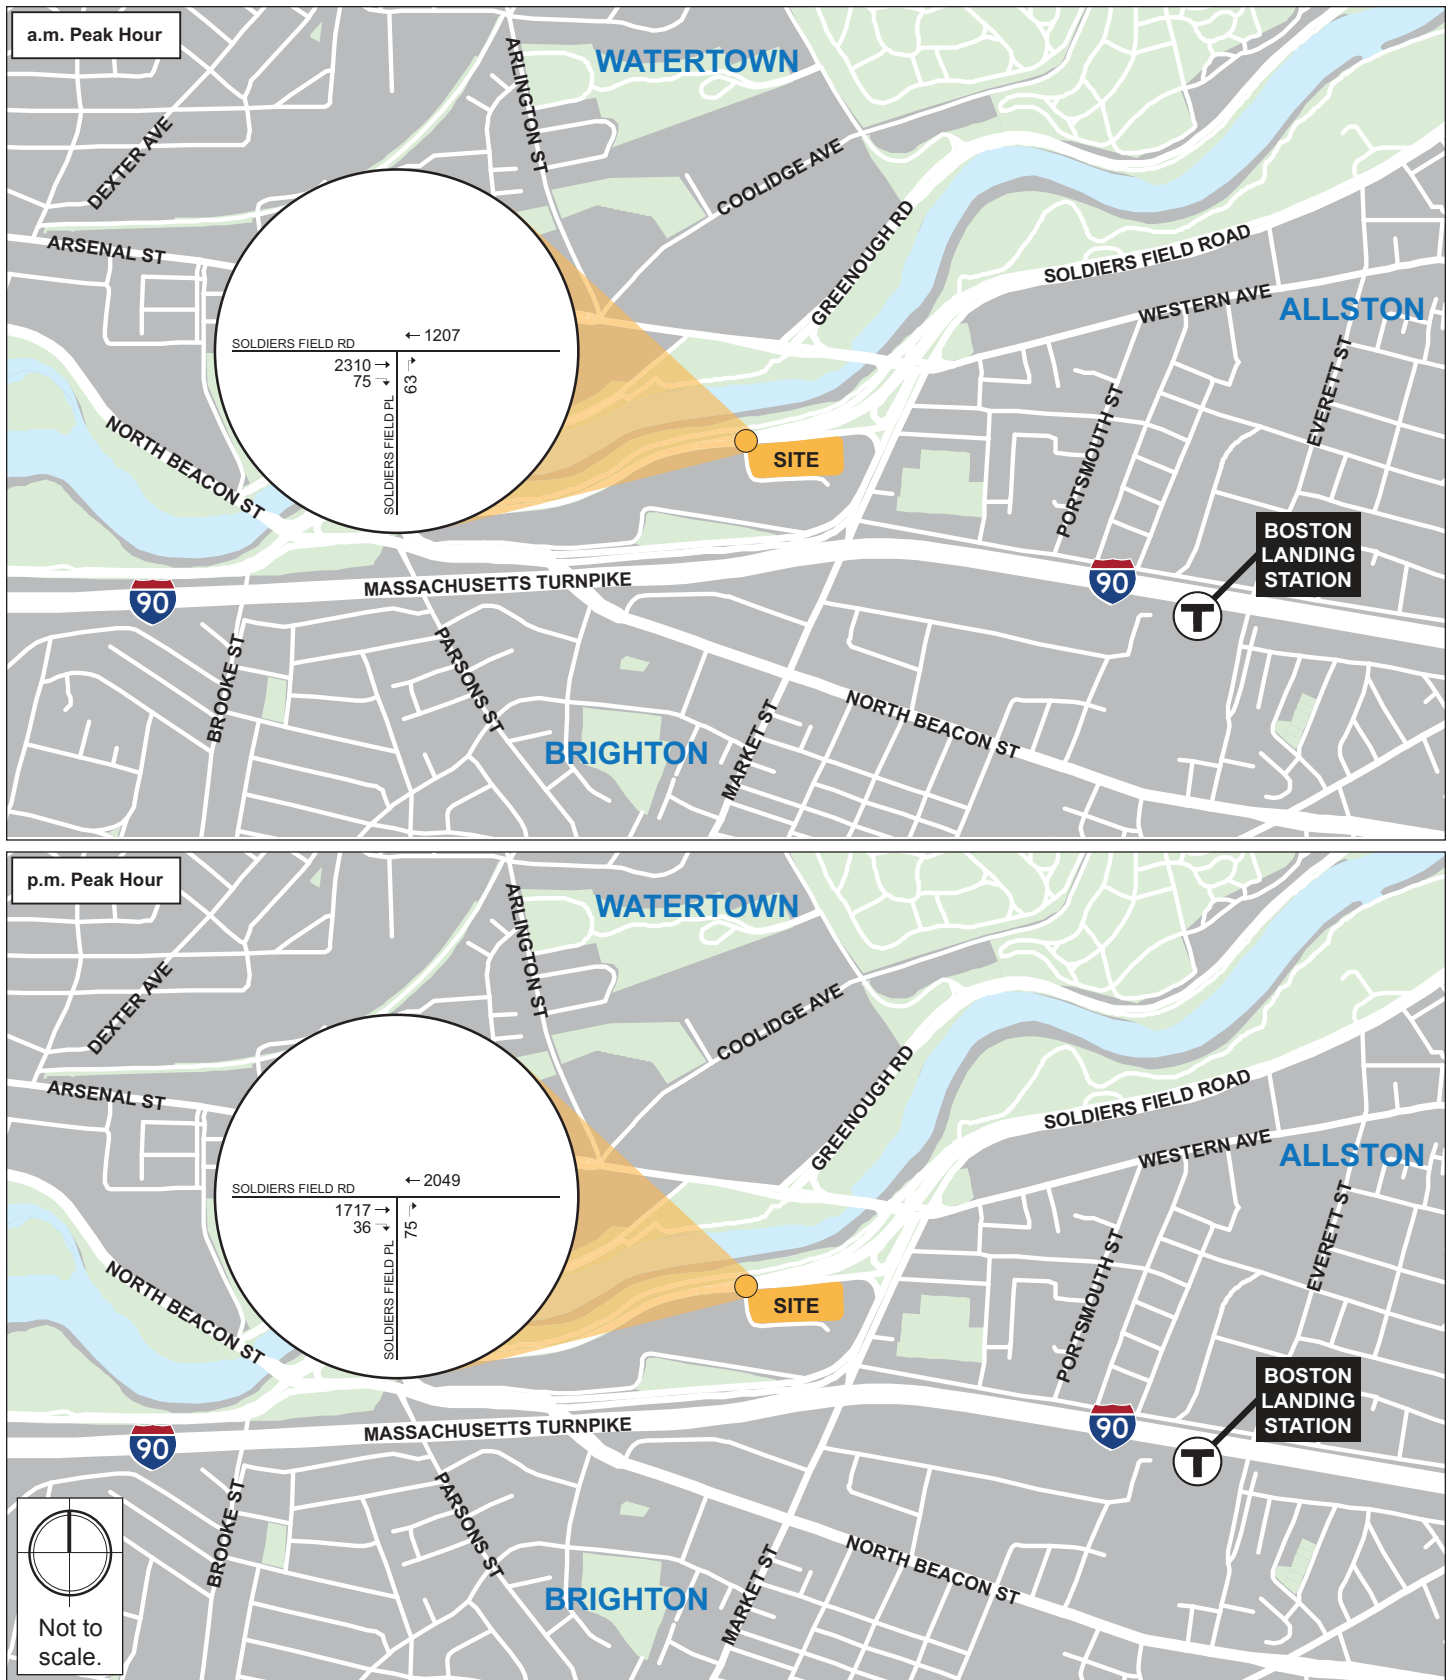 a.m. Peak Hour
WATERTOWN
ARLINGTON ST
DEXTER AVE
COOLIDGE AVE
ARSENAL ST
GREENOUGH RD
SOLDIERS FIELD ROAD
WESTERN AVE
ALLSTON
EVERETT ST
SOLDIERS FIELD RD
1207
2310
75
63
SOLDIERS FIELD PL
NORTH BEACON ST
SITE
PORTSMOUTH ST
BOSTON
LANDING
STATION
MASSACHUSETTS TURNPIKE
90
90
T
BROOKE ST
PARSONS ST
MARKET ST
NORTH BEACON ST
BRIGHTON
p.m. Peak Hour
WATERTOWN
ARLINGTON ST
DEXTER AVE
COOLIDGE AVE
ARSENAL ST
GREENOUGH RD
SOLDIERS FIELD ROAD
WESTERN AVE
ALLSTON
EVERETT ST
SOLDIERS FIELD RD
2049
1717
36
75
SOLDIERS FIELD PL
NORTH BEACON ST
SITE
PORTSMOUTH ST
BOSTON
LANDING
STATION
MASSACHUSETTS TURNPIKE
90
90
T
BROOKE ST
PARSONS ST
MARKET ST
NORTH BEACON ST
BRIGHTON
Not to
scale.